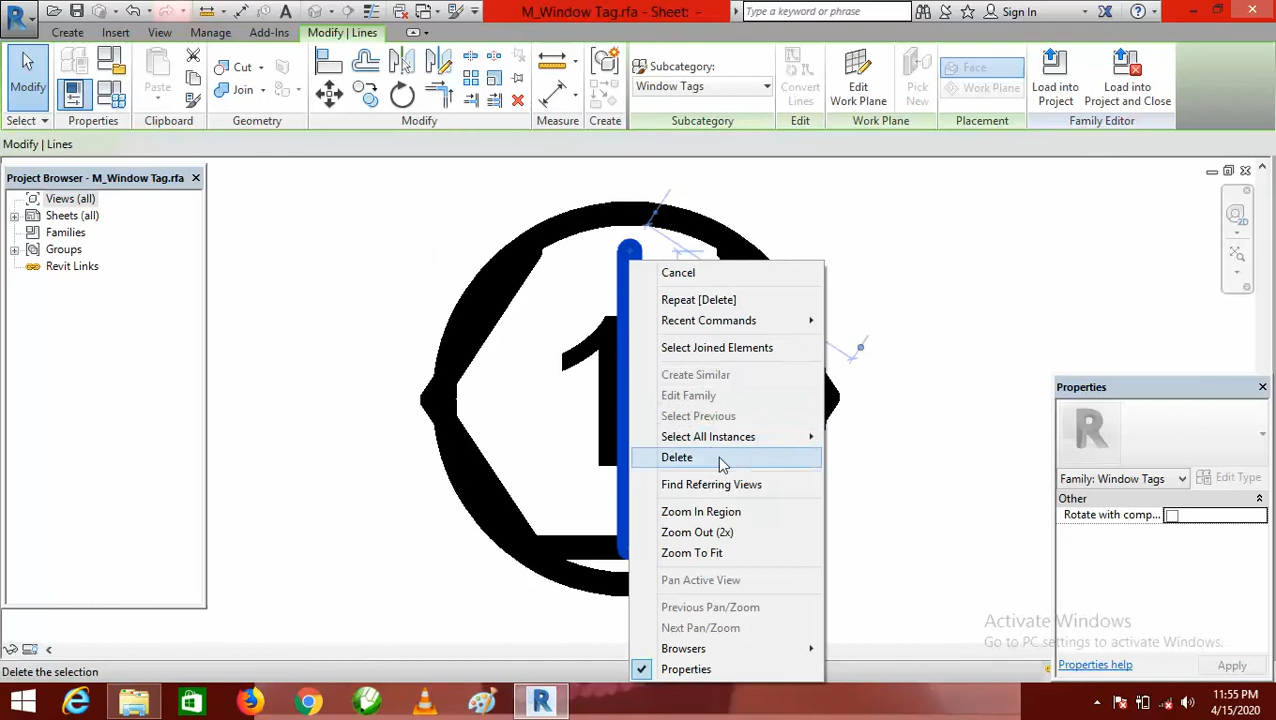 M_Window Tag.rfa - Sheet: -
Type a keyword or phrase
Sign In
Create
Insert
View
Manage
Add-Ins
Modify | Lines
Modify
Select
Properties
Paste
Clipboard
Cut
Join
Geometry
Modify
Measure
Create
Subcategory:
Window Tags
Subcategory
Convert
Lines
Edit
Edit
Work Plane
Work Plane
Pick
New
Face
Work Plane
Placement
Load into
Project
Load into
Project and Close
Family Editor
Modify | Lines
Project Browser - M_Window Tag.rfa
Views (all)
Sheets (all)
Families
Groups
Revit Links
1
Cancel
Repeat [Delete]
Recent Commands
Select Joined Elements
Create Similar
Edit Family
Select Previous
Select All Instances
Delete
Find Referring Views
Zoom In Region
Zoom Out (2x)
Zoom To Fit
Pan Active View
Previous Pan/Zoom
Next Pan/Zoom
Browsers
Properties
2D
Properties
R
Family: Window Tags
Edit Type
Other
Rotate with comp...
Activate Windows
Go to PC settings to activate Windows.
Properties help
Apply
Delete the selection
11:55 PM
4/15/2020